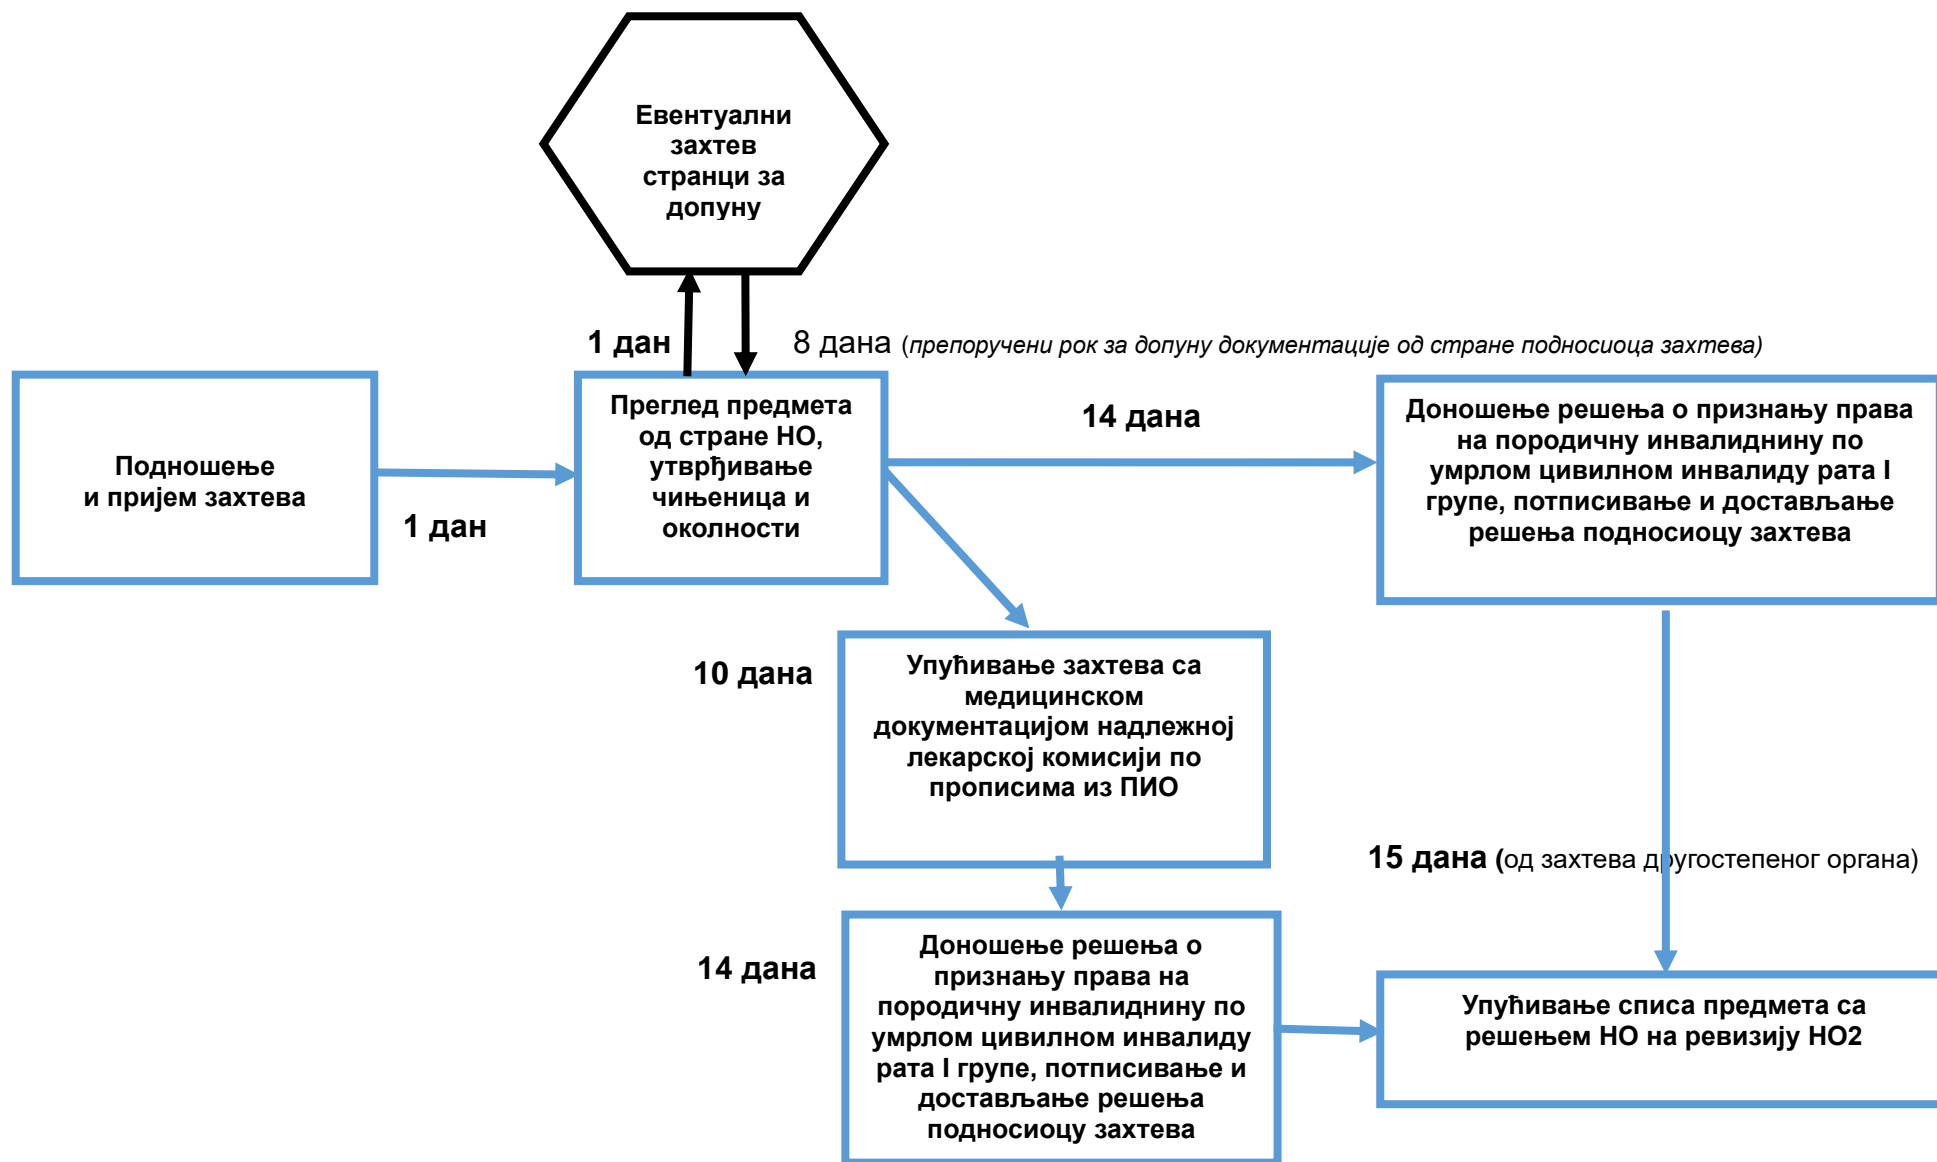 Евентуални
захтев
странци за
допуну
1 дан
8 дана (препоручени рок за допуну документације од стране подносиоца захтева)
Подношење
и пријем захтева
1 дан
Преглед предмета
од стране НО,
утврђивање
чињеница и
околности
14 дана
Доношење решења о признању права
на породичну инвалиднину по
умрлом цивилном инвалиду рата I
групе, потписивање и достављање
решења подносиоцу захтева
10 дана
Упућивање захтева са
медицинском
документацијом надлежној
лекарској комисији по
прописима из ПИО
15 дана (од захтева другостепеног органа)
14 дана
Доношење решења о
признању права на
породичну инвалиднину по
умрлом цивилном инвалиду
рата I групе, потписивање и
достављање решења
подносиоцу захтева
Упућивање списа предмета са
решењем НО на ревизију НО2